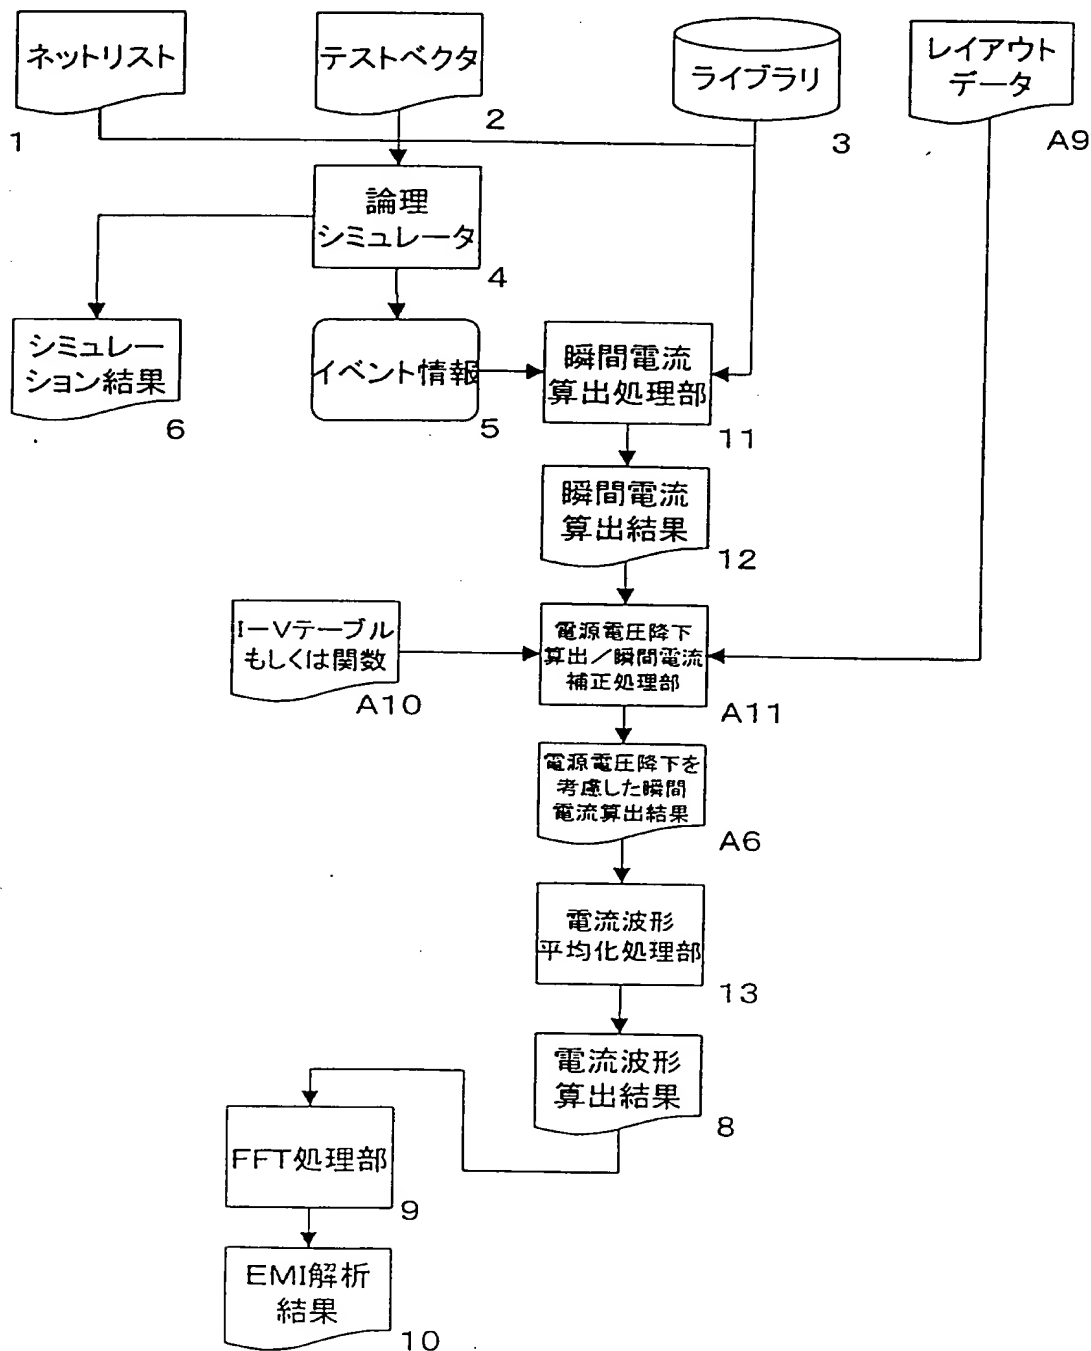 ネットリスト
1
テストベクタ
2
ライブラリ
3
レイアウト
データ
A9
論理
シミュレータ
4
シミュレー
ション結果
6
イベント情報
5
瞬間電流
算出処理部
11
瞬間電流
算出結果
12
I－Vテーブル
もしくは関数
A10
電源電圧降下
算出／瞬間電流
補正処理部
A11
電源電圧降下を
考慮した瞬間
電流算出結果
A6
電流波形
平均化処理部
13
電流波形
算出結果
8
FFT処理部
9
EMI解析
結果
10